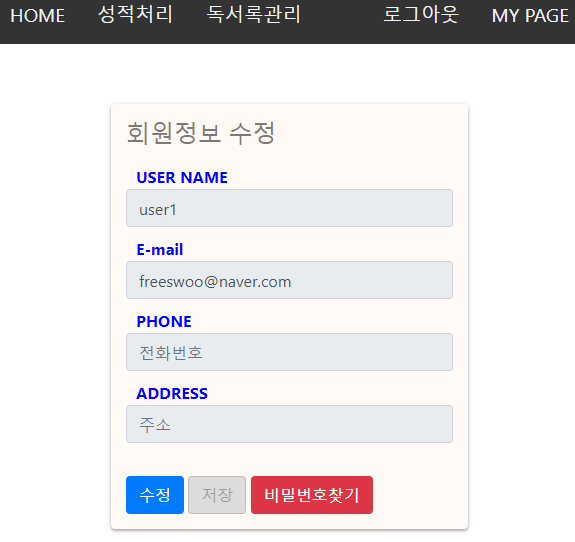 HOME 성적처리 독서록관리 로그아웃 MY PAGE
회원정보 수정
USER NAME
user1
E-mail
freeswoo@naver.com
PHONE
전화번호
ADDRESS
주소
수정 저장 비밀번호찾기